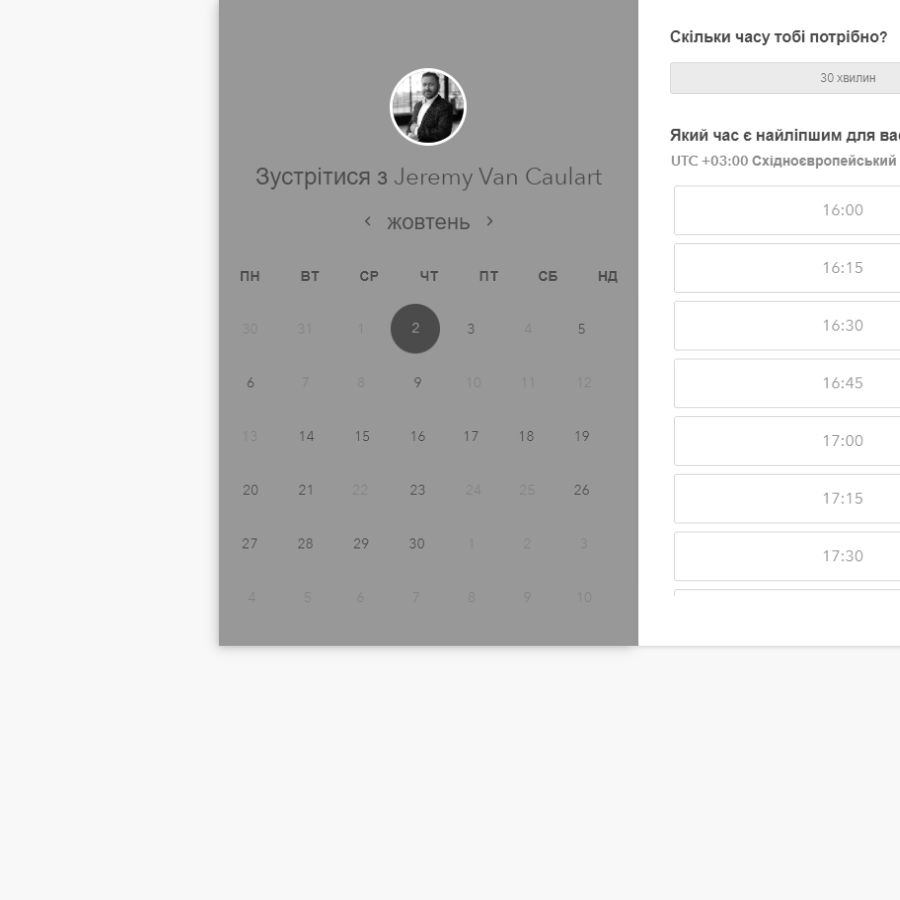 Зустрітися з Jeremy Van Caulart
жовтень
ПН ВТ СР ЧТ ПТ СБ НД
30 31 1 2 3 4 5
6 7 8 9 10 11 12
13 14 15 16 17 18 19
20 21 22 23 24 25 26
27 28 29 30 1 2 3
4 5 6 7 8 9 10
Скільки часу тобі потрібно?
30 хвилин
Який час є найліпшим для
UTC +03:00 Східноєвропейський
16:00
16:15
16:30
16:45
17:00
17:15
17:30